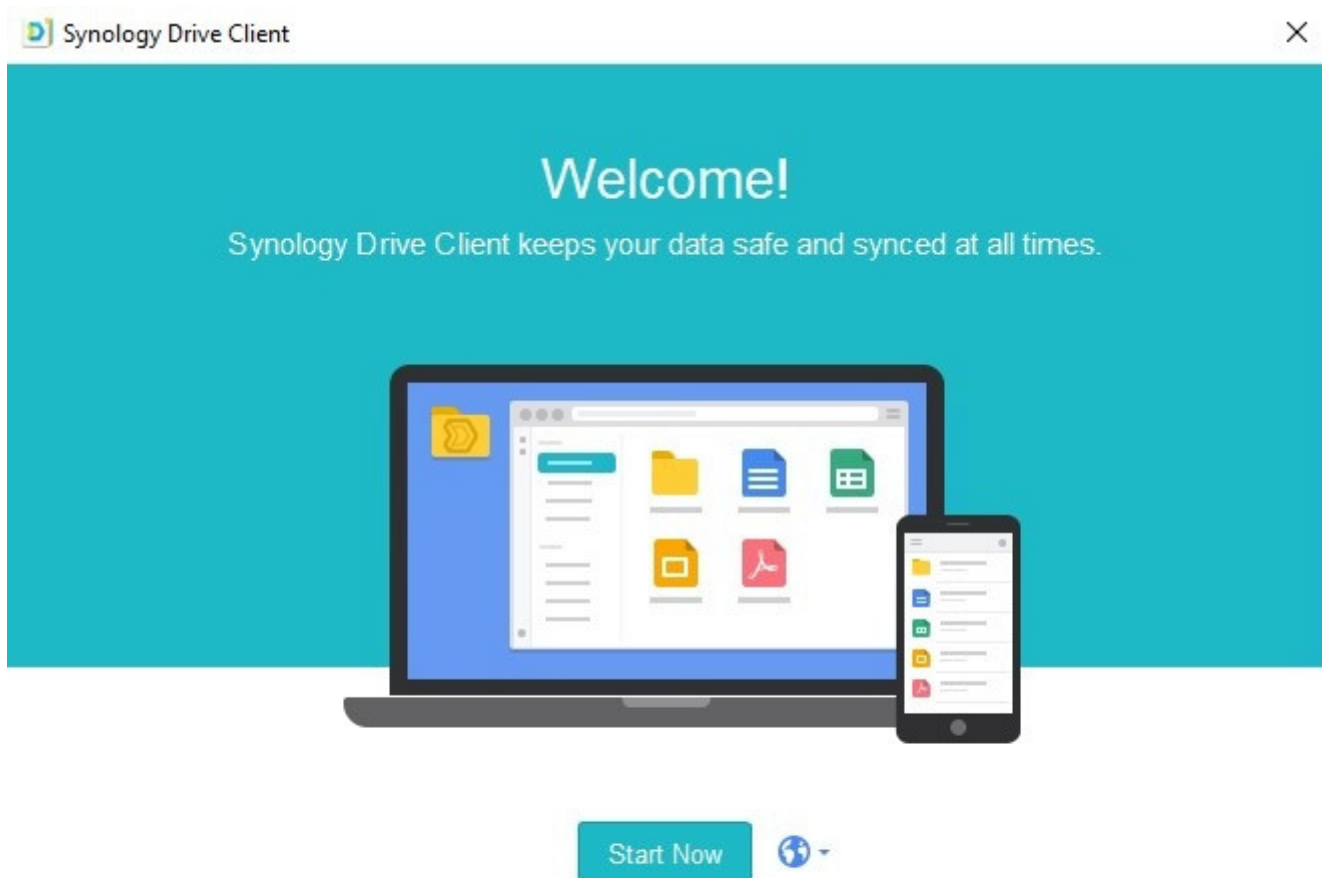 Synology Drive Client
Welcome!
Synology Drive Client keeps your data safe and synced at all times.
Start Now